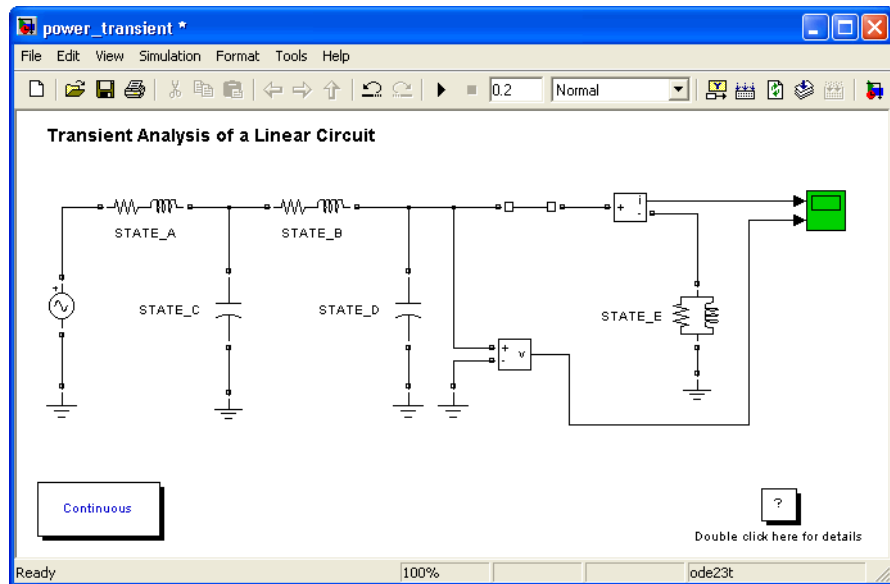 power_transient *
File Edit View Simulation Format Tools Help
0.2 Normal
Transient Analysis of a Linear Circuit
+ i -
STATE_A STATE_B
+
STATE_C STATE_D STATE_E
+ - v
Continuous
?
Double click here for details
Ready 100% ode23t